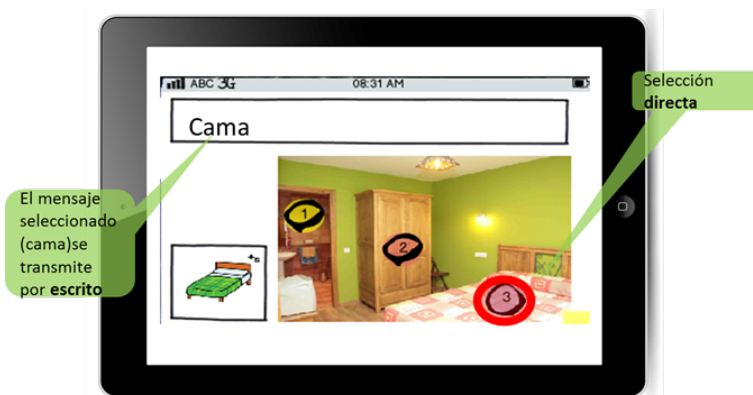 ABC 3G 08:31 AM
Selección
directa
Cama
El mensaje
seleccionado
(cama)se
transmite
por escrito
1
2
3